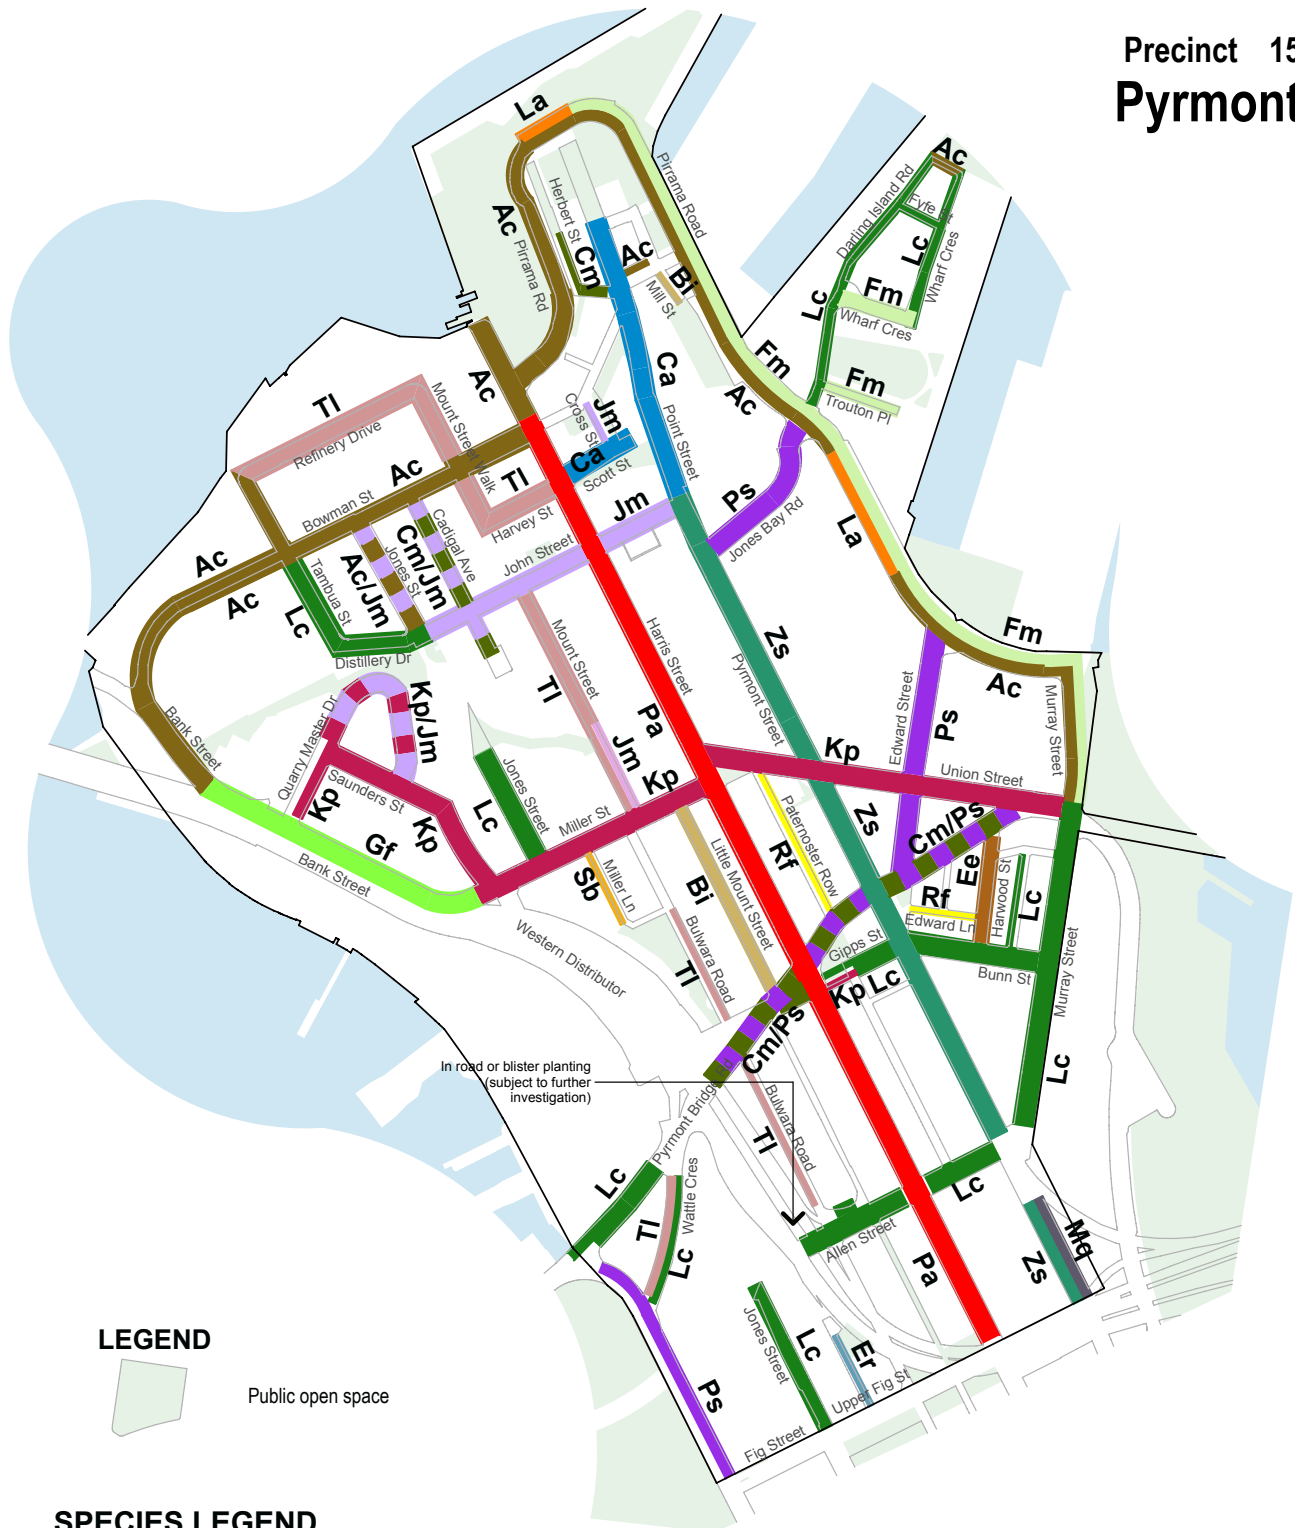 Precinct 15
Pyrmont
La
Pirrama Road
Ac
Darling Island Rd
Fyfe
Herbert St
Ac
Pirrama Rd
Cm
Ac
Bi
Mill St
Lc
Wharf Cres
Fm
Lc
Wharf Cres
Ca
Fm
Fm
Trouton Pl
Ac
Ac
Tl
Refinery Drive
Mount Street Walk
Cross St
Jm
Ca
Scott St
Point Street
Ac
Bowman St
Tl
Harvey St
Jm
Ps
Jones Bay Rd
La
Ac
Ac
Tambua St
Lc
Ac/Jm
Jones St
Cm/Jm
Cadigal Ave
John Street
Distillery Dr
Mount Street
Tl
Harris Street
Pa
Zs
Pyrmont Street
Fm
Ac
Murray Street
Edward Street
Ps
Bank Street
Quarry Master Dr
Kp/Jm
Kp
Saunders St
Kp
Jm
Kp
Kp
Union Street
Lc
Jones Street
Miller St
Gf
Bank Street
Sb
Miller Ln
Bi
Little Mount Street
Rf
Paternoster Row
Zs
Cm/Ps
Ee
Harwood St
Lc
Rf
Edward Ln
Western Distributor
Tl
Bulwara Road
Gipps St
Kp
Lc
Bunn St
Murray Street
Cm/Ps
Lc
In road or blister planting
(subject to further
investigation)
Pyrmont Bridge Rd
Tl
Bulwara Road
Lc
Tl
Wattle Cres
Lc
Allen Street
Lc
Pa
Zs
Mq
Jones Street
Lc
Er
Upper Fig St
Ps
Fig Street
LEGEND
Public open space
SPECIES LEGEND